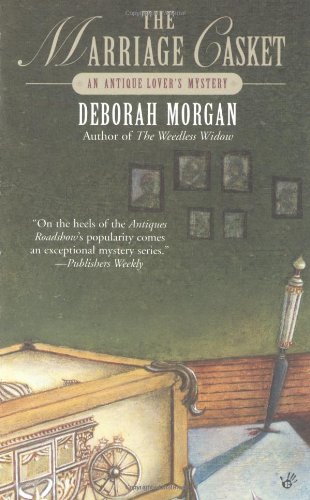 THE
MARRIAGE CASKET
AN ANTIQUE LOVER'S MYSTERY
DEBORAH MORGAN
Author of The Weedless Widow
"On the heels of the Antiques
Roadshow's popularity comes
an exceptional mystery series."
—Publishers Weekly